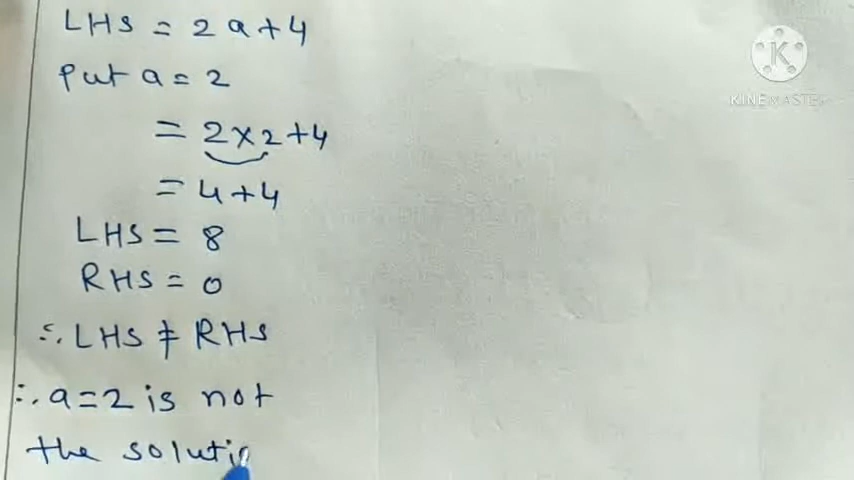 LHS = 2a+4
Put a = 2
= 2×2+4
= 4+4
LHS = 8
RHS = 0
∴ LHS ≠ RHS
∴ a=2 is not
the solutio
K
KINEMASTER